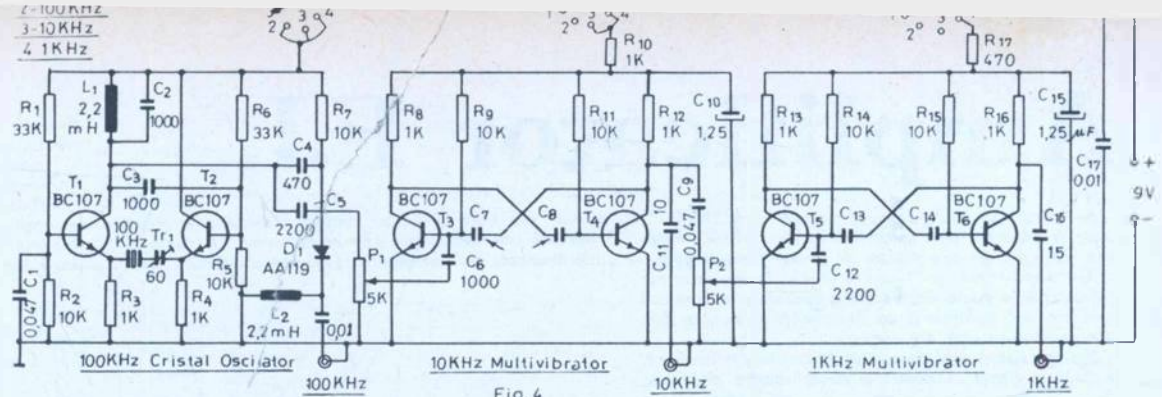 2-100KHz
3-10KHz
4 1KHz
2 3 4
2 3 4
2 3
R10
1K
R17
470
R1
33K
L1
2,2
mH
C2
1000
R6
33K
R7
10K
R8
1K
R9
10K
R11
10K
R12
1K
C10
1,25
R13
1K
R14
10K
R15
10K
R16
1K
C15
1,25 µF
C17
0,01
+
9V
-
C4
470
C5
2200
C3
1000
T1
BC107
T2
BC107
100
KHz
Tr1
60
D1
AA119
P1
5K
BC107
T3
C7
C8
BC107
T4
C6
1000
C9
0,047
10
C11
P2
5K
BC107
T5
C13
C14
BC107
T6
C12
2200
C16
15
C1
0,047
R2
10K
R3
1K
R4
1K
R5
10K
L2
2,2mH
0,01
100KHz Cristal Oscilator
10KHz Multivibrator
1KHz Multivibrator
100KHz
Fig 4
10KHz
1KHz